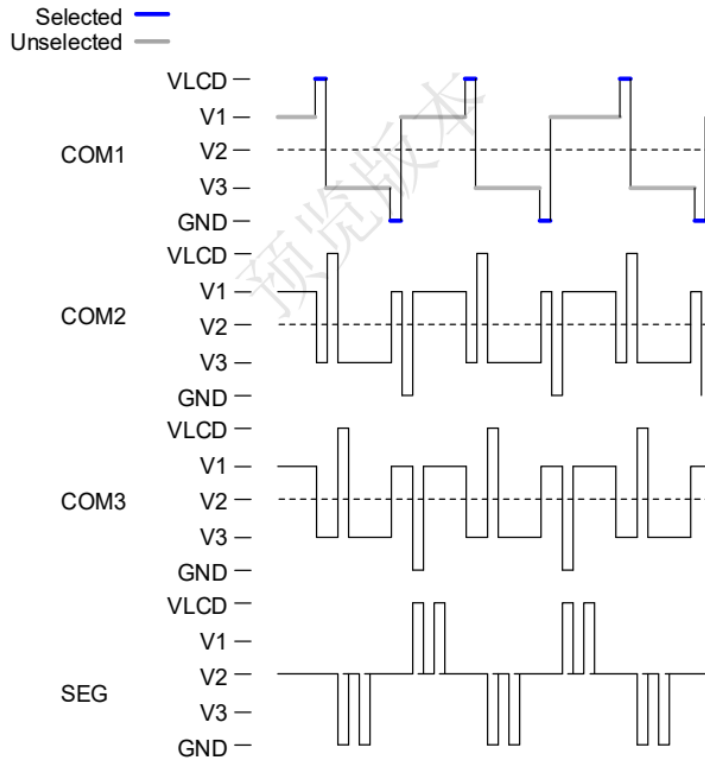 Selected
Unselected
VLCD
V1
COM1
V2
V3
GND
VLCD
V1
COM2
V2
V3
GND
VLCD
V1
COM3
V2
V3
GND
VLCD
V1
V2
SEG
V3
GND
预览版本